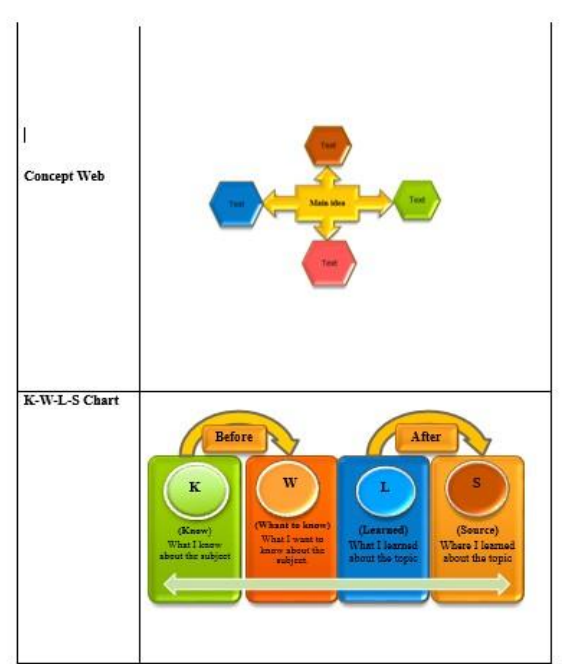 Concept Web
Text
Text
Main idea
Text
Text
K-W-L-S Chart
Before
After
K
W
L
S
(Know)
What I know
about the subject
(Whant to know)
What I want to
know about the
subject.
(Learned)
What I learned
about the topic
(Source)
Where I learned
about the topic